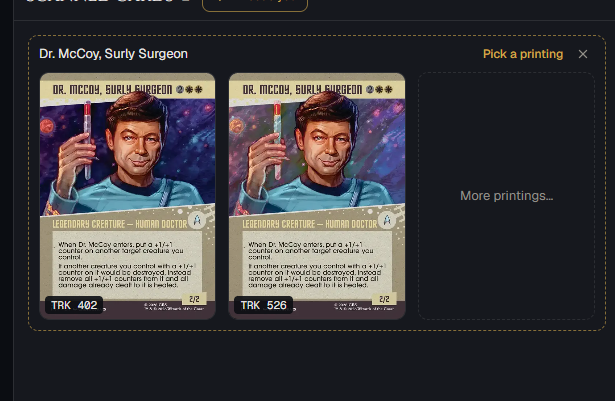 Dr. McCoy, Surly Surgeon
Pick a printing
DR. MCCOY, SURLY SURGEON
LEGENDARY CREATURE – HUMAN DOCTOR
When Dr. McCoy enters, put a +1/+1
counter on another target creature you
control.
If another creature you control with a +1/+1
counter on it would be destroyed, instead
remove all +1/+1 counters from it and all
damage already dealt to it is healed.
2/2
TRK 402
DR. MCCOY, SURLY SURGEON
LEGENDARY CREATURE – HUMAN DOCTOR
When Dr. McCoy enters, put a +1/+1
counter on another target creature you
control.
If another creature you control with a +1/+1
counter on it would be destroyed, instead
remove all +1/+1 counters from it and all
damage already dealt to it is healed.
2/2
TRK 526
More printings...